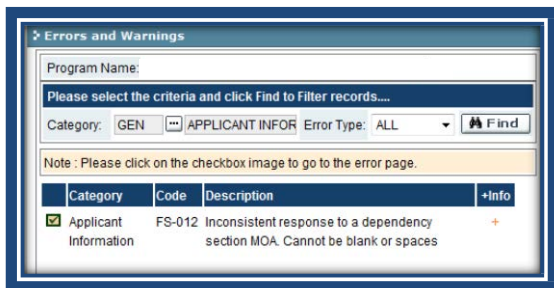 Errors and Warnings
Program Name:
Please select the criteria and click Find to Filter records....
Category: GEN ... APPLICANT INFOR Error Type: ALL Find
Note : Please click on the checkbox image to go to the error page.
Category Code Description +Info
Applicant FS-012 Inconsistent response to a dependency +
Information section MOA. Cannot be blank or spaces